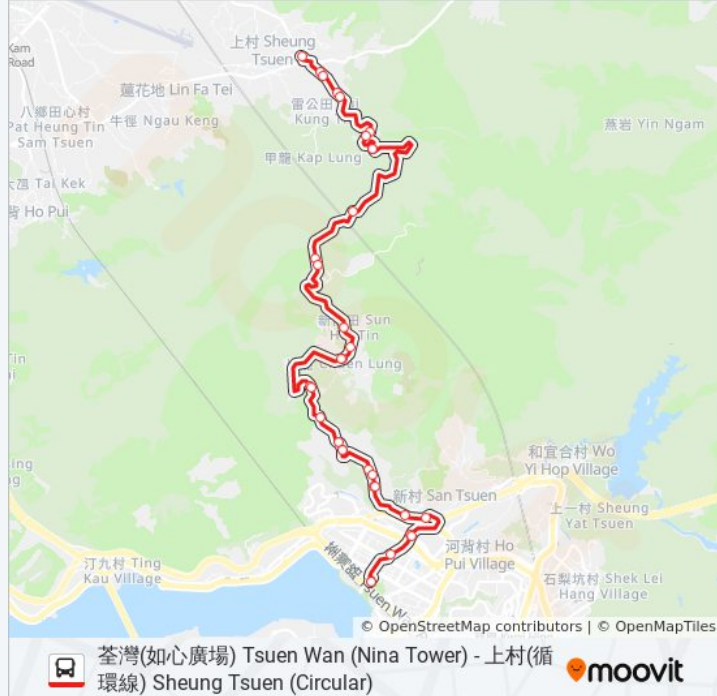 上村 Sheung
Tsuen
Kam
Road
蓮花地 Lin Fa Tei
八鄉田心村
Pat Heung Tin
Sam Tsuen
牛徑 Ngau Keng
雷公田
Kung
燕岩 Yin Ngam
甲龍 Kap Lung
Tai Kek
背 Ho Pui
田 Sun
Tin
Lung
和宜合村 Wo
Yi Hop Village
新村 San Tsuen
上一村 Sheung
Yat Tsuen
汀九村 Ting
Kau Village
河背村 Ho
Pui Village
石梨坑村 Shek Lei
Hang Village
Tsuen W
© OpenStreetMap contributors | © OpenMapTiles
荃灣(如心廣場) Tsuen Wan (Nina Tower) - 上村(循
環線) Sheung Tsuen (Circular)
moovit